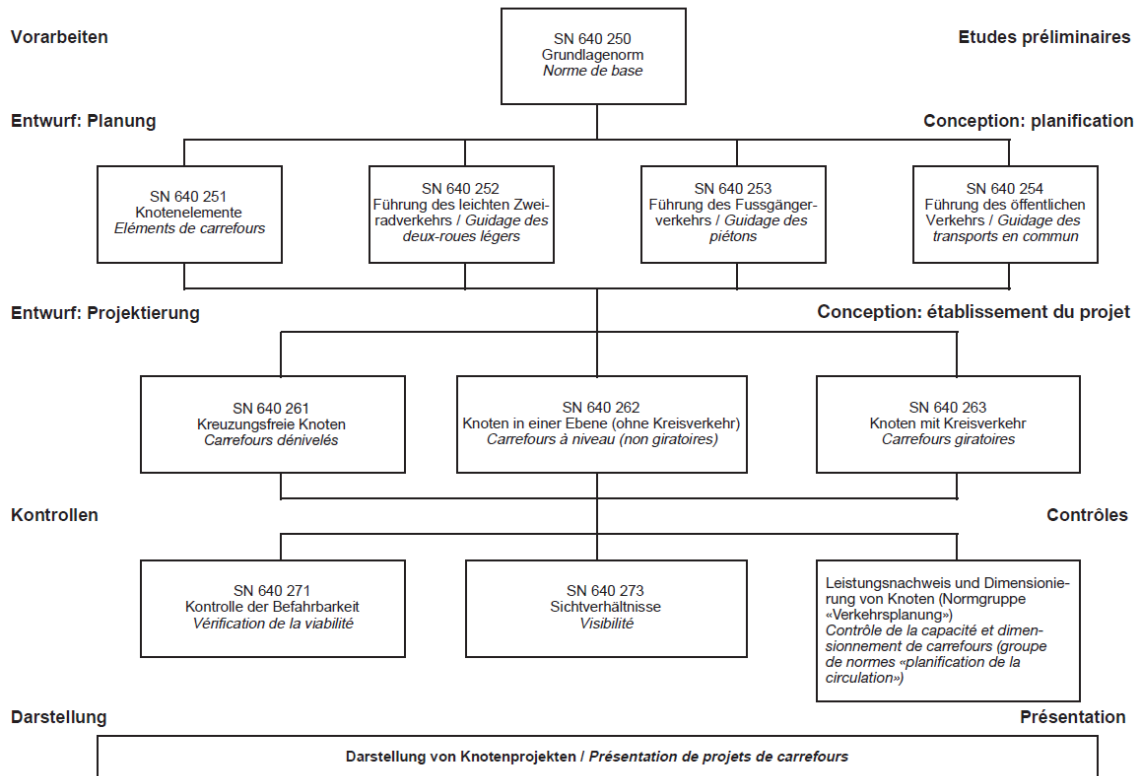 Vorarbeiten
Etudes préliminaires
SN 640 250
Grundlagenorm
Norme de base
Entwurf: Planung
Conception: planification
SN 640 251
Knotenelemente
Eléments de carrefours
SN 640 252
Führung des leichten Zwei-
radverkehrs / Guidage des
deux-roues légers
SN 640 253
Führung des Fussgänger-
verkehrs / Guidage des
piétons
SN 640 254
Führung des öffentlichen
Verkehrs / Guidage des
transports en commun
Entwurf: Projektierung
Conception: établissement du projet
SN 640 261
Kreuzungsfreie Knoten
Carrefours dénivelés
SN 640 262
Knoten in einer Ebene (ohne Kreisverkehr)
Carrefours à niveau (non giratoires)
SN 640 263
Knoten mit Kreisverkehr
Carrefours giratoires
Kontrollen
Contrôles
SN 640 271
Kontrolle der Befahrbarkeit
Vérification de la viabilité
SN 640 273
Sichtverhältnisse
Visibilité
Leistungsnachweis und Dimensionie-
rung von Knoten (Normgruppe
«Verkehrsplanung»)
Contrôle de la capacité et dimen-
sionnement de carrefours (groupe
de normes «planification de la
circulation»)
Darstellung
Présentation
Darstellung von Knotenprojekten / Présentation de projets de carrefours